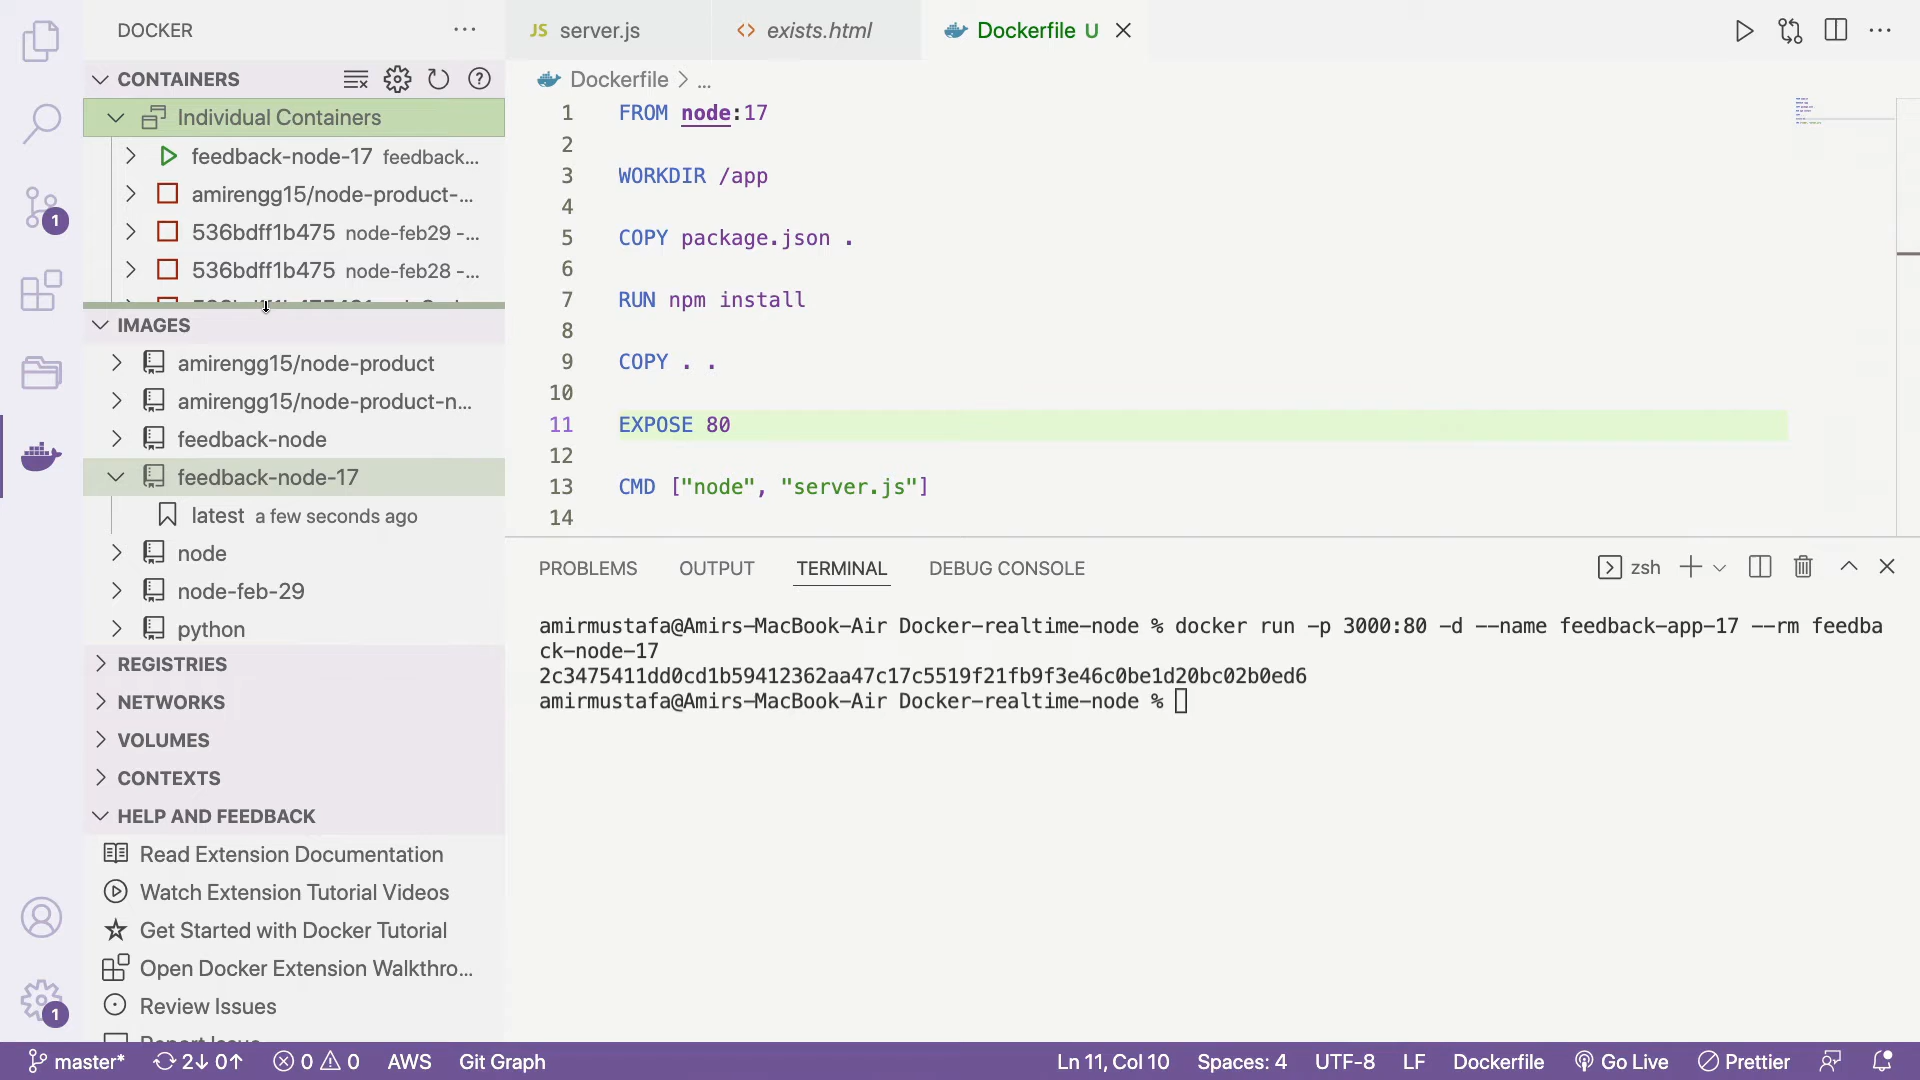 DOCKER
CONTAINERS
Individual Containers
feedback-node-17 feedback...
amirengg15/node-product-...
536bdff1b475 node-feb29 -...
536bdff1b475 node-feb28 -...
IMAGES
amirengg15/node-product
amirengg15/node-product-n...
feedback-node
feedback-node-17
latest a few seconds ago
node
node-feb-29
python
REGISTRIES
NETWORKS
VOLUMES
CONTEXTS
HELP AND FEEDBACK
Read Extension Documentation
Watch Extension Tutorial Videos
Get Started with Docker Tutorial
Open Docker Extension Walkthro...
Review Issues
1
1
JS server.js
exists.html
Dockerfile U
Dockerfile > ...
1 FROM node:17
2
3 WORKDIR /app
4
5 COPY package.json .
6
7 RUN npm install
8
9 COPY . .
10
11 EXPOSE 80
12
13 CMD ["node", "server.js"]
14
PROBLEMS OUTPUT TERMINAL DEBUG CONSOLE
zsh
amirmustafa@Amirs-MacBook-Air Docker-realtime-node % docker run -p 3000:80 -d --name feedback-app-17 --rm feedba
ck-node-17
2c3475411dd0cd1b59412362aa47c17c5519f21fb9f3e46c0be1d20bc02b0ed6
amirmustafa@Amirs-MacBook-Air Docker-realtime-node %
master* 2↓ 0↑ 0 0 AWS Git Graph Ln 11, Col 10 Spaces: 4 UTF-8 LF Dockerfile Go Live Prettier